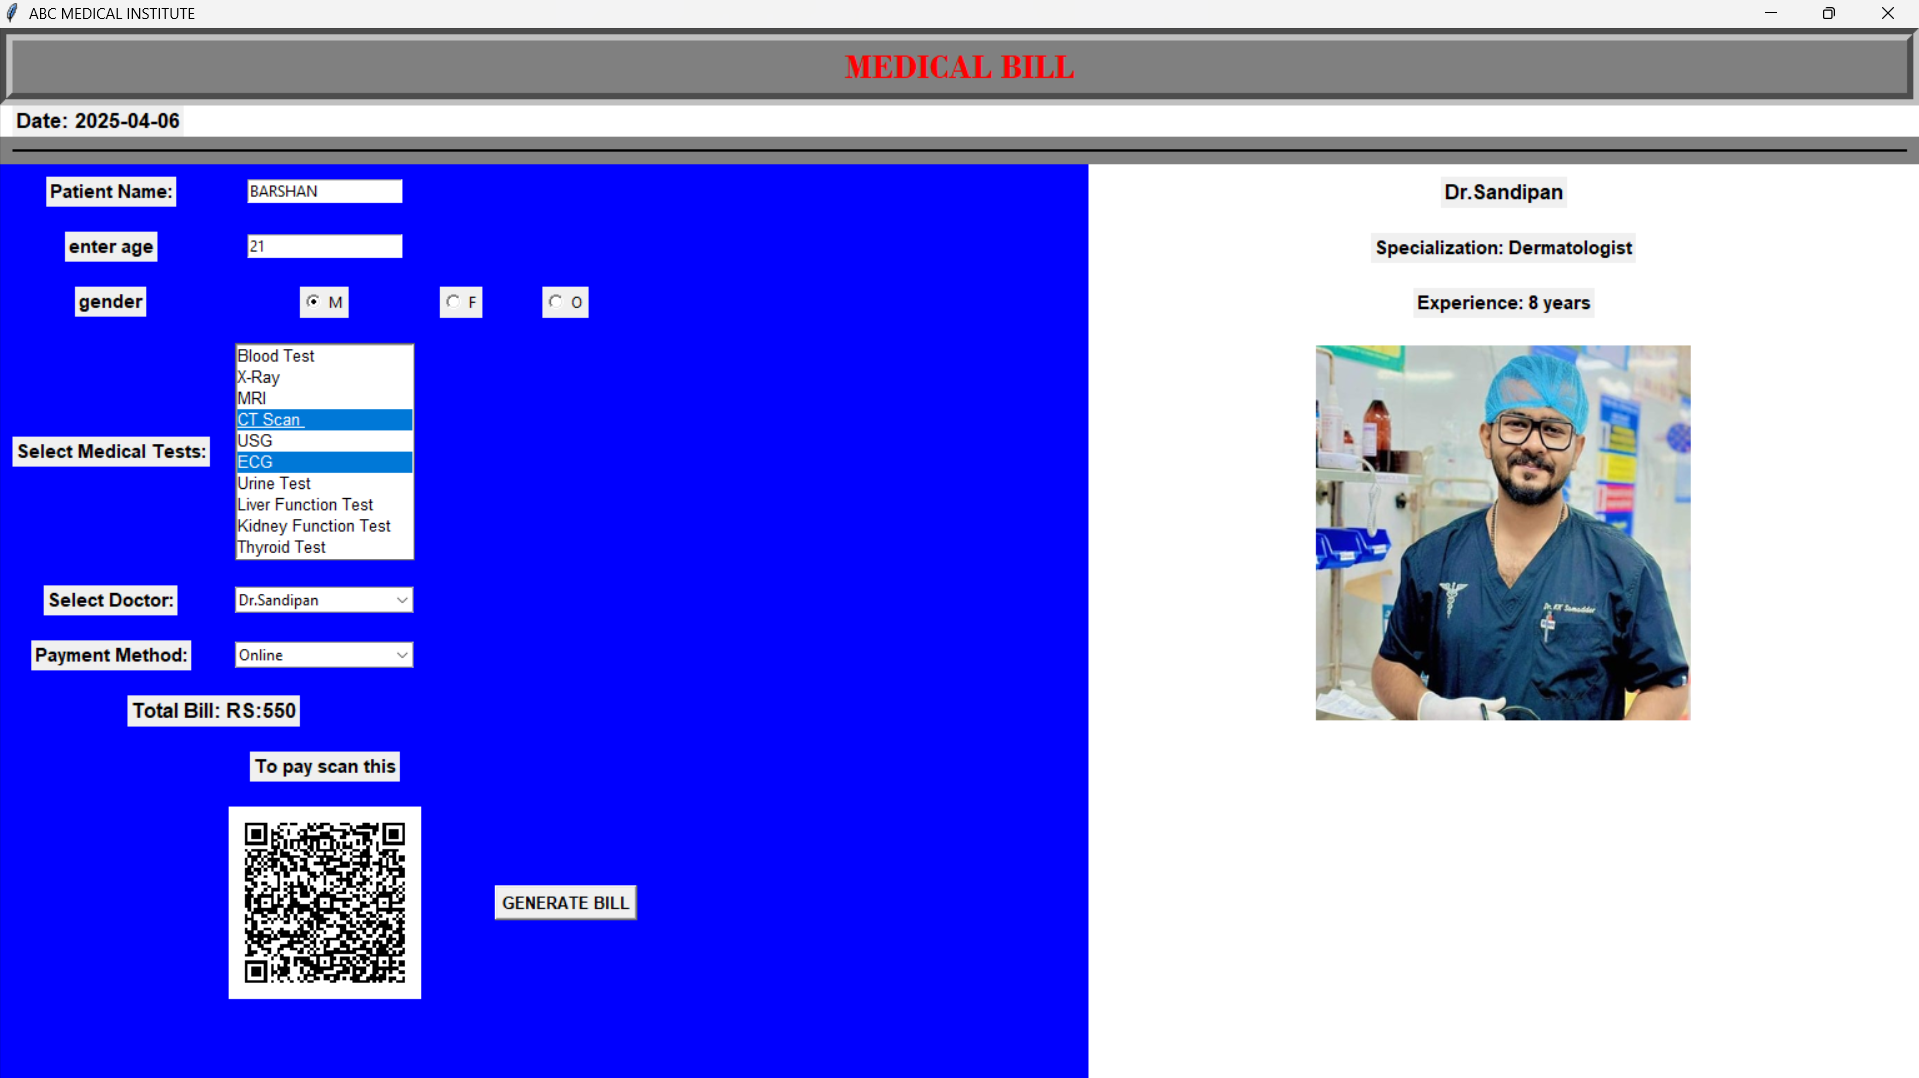 ABC MEDICAL INSTITUTE
MEDICAL BILL
Date: 2025-04-06
Patient Name:
BARSHAN
enter age
21
gender
M
F
O
Select Medical Tests:
Blood Test
X-Ray
MRI
CT Scan
USG
ECG
Urine Test
Liver Function Test
Kidney Function Test
Thyroid Test
Select Doctor:
Dr.Sandipan
Payment Method:
Online
Total Bill: RS:550
To pay scan this
GENERATE BILL
Dr.Sandipan
Specialization: Dermatologist
Experience: 8 years
Dr. KK Samaddar